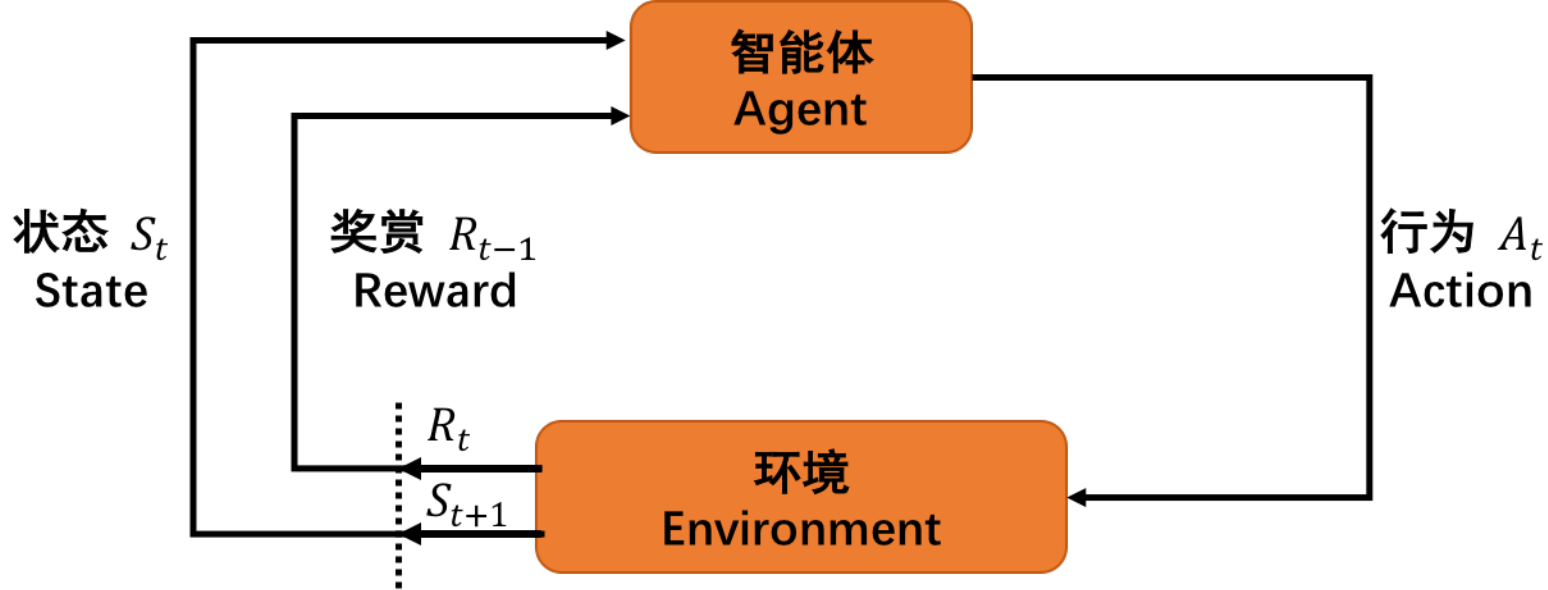 智能体
Agent
状态 S_t
State
奖赏 R_{t−1}
Reward
行为 A_t
Action
R_t
S_{t+1}
环境
Environment